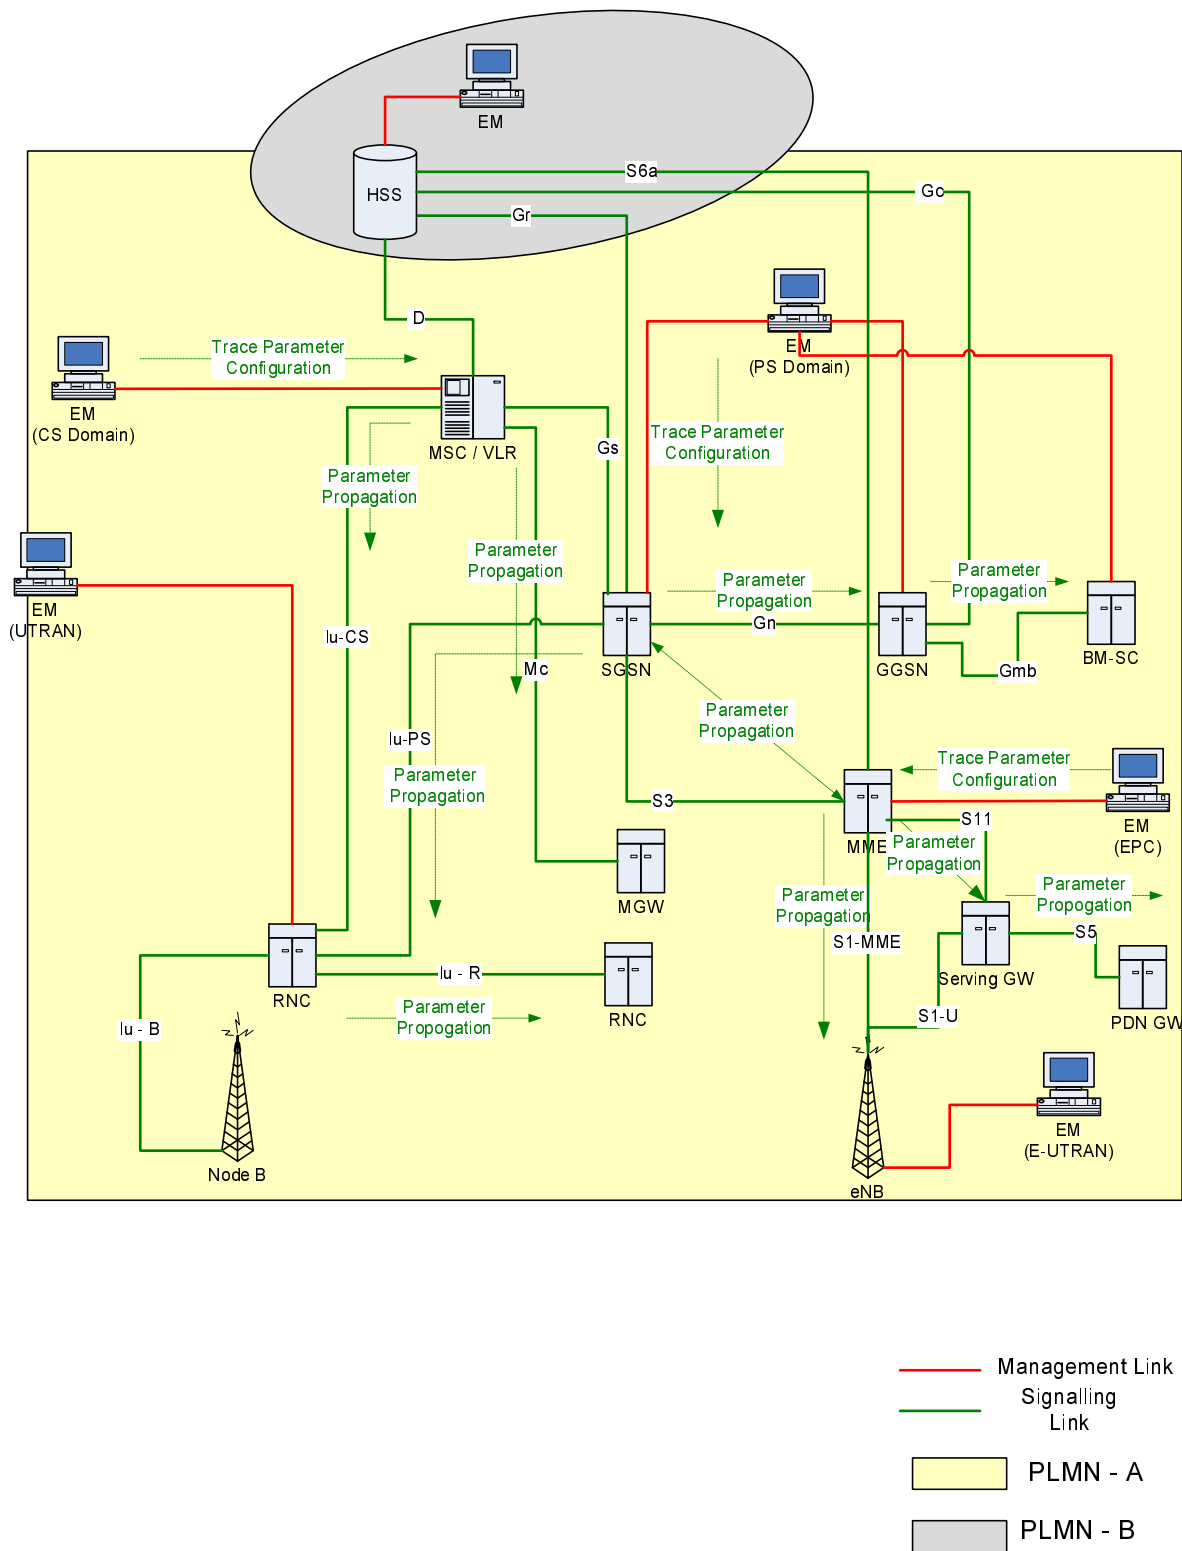 EM
HSS
S6a
Gc
Gr
D
Trace Parameter
Configuration
EM
(CS Domain)
MSC / VLR
EM
(PS Domain)
Trace Parameter
Configuration
Gs
Parameter
Propagation
Parameter
Propagation
EM
(UTRAN)
Iu-CS
Parameter
Propagation
Parameter
Propagation
SGSN
Gn
GGSN
Gmb
BM-SC
Mc
Iu-PS
Parameter
Propagation
Parameter
Propagation
Trace Parameter
Configuration
S3
MME
S11
EM
(EPC)
Parameter
Propagation
MGW
Parameter
Propagation
Parameter
Propogation
S1-MME
S5
Serving GW
PDN GW
S1-U
RNC
Iu - R
RNC
Parameter
Propogation
Iu - B
Node B
eNB
EM
(E-UTRAN)
Management Link
Signalling
Link
PLMN - A
PLMN - B